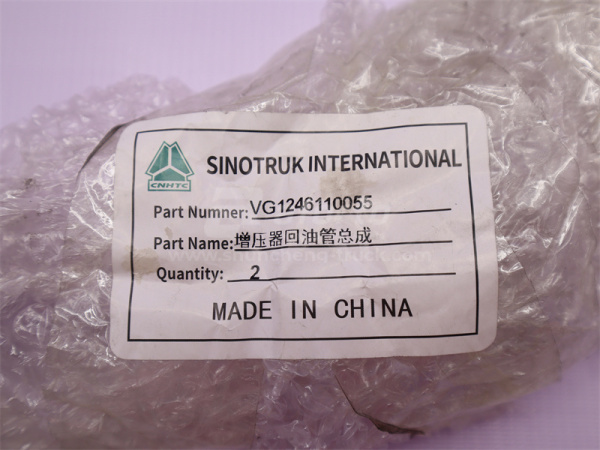 CNHTC
SINOTRUK INTERNATIONAL
Part Numner: VG1246110055
Part Name: 增压器回油管总成
Quantity: 2
MADE IN CHINA